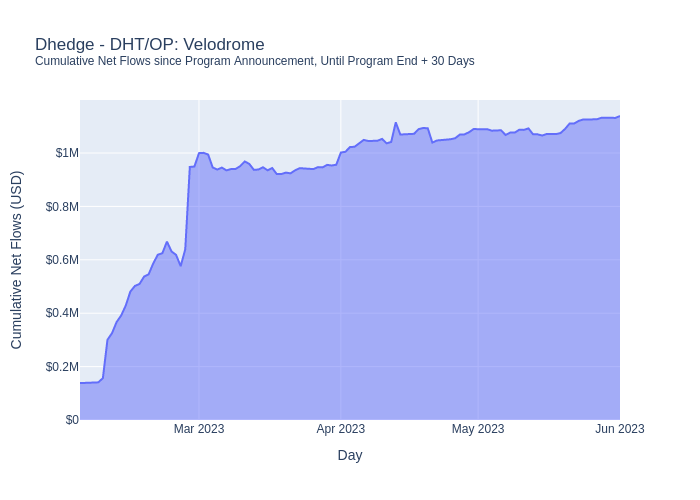 Dhedge - DHT/OP: Velodrome
Cumulative Net Flows since Program Announcement, Until Program End + 30 Days
Cumulative Net Flows (USD)
$1M
$0.8M
$0.6M
$0.4M
$0.2M
$0
Mar 2023
Apr 2023
May 2023
Jun 2023
Day